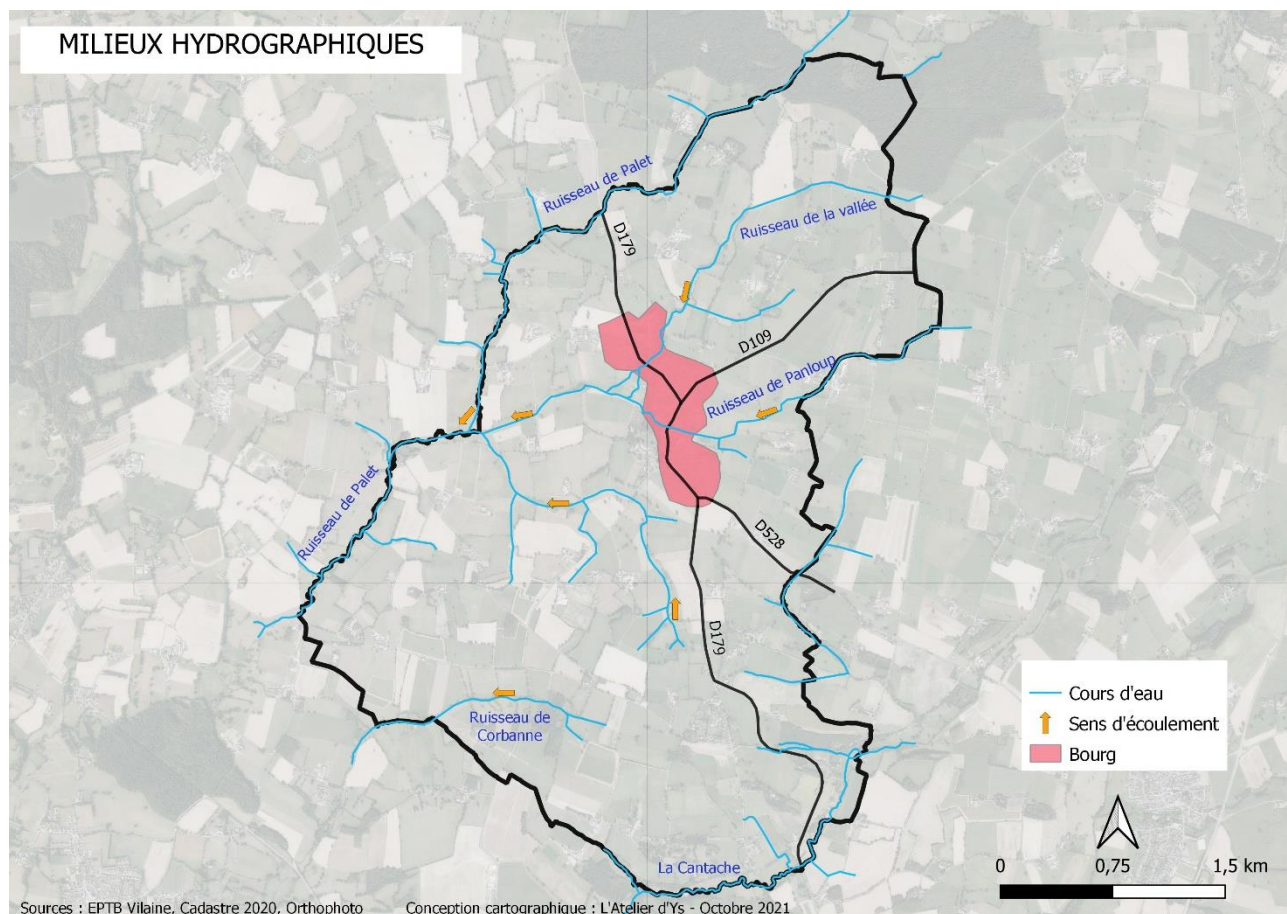 MILIEUX HYDROGRAPHIQUES
Ruisseau de Palet
Ruisseau de la vallée
D179
D109
Ruisseau de Panloup
Ruisseau de Palet
D528
D179
Ruisseau de
Corbanne
La Cantache
Cours d'eau
Sens d'écoulement
Bourg
0 0,75 1,5 km
Sources : EPTB Vilaine, Cadastre 2020, Orthophoto Conception cartographique : L'Atelier d'Ys - Octobre 2021